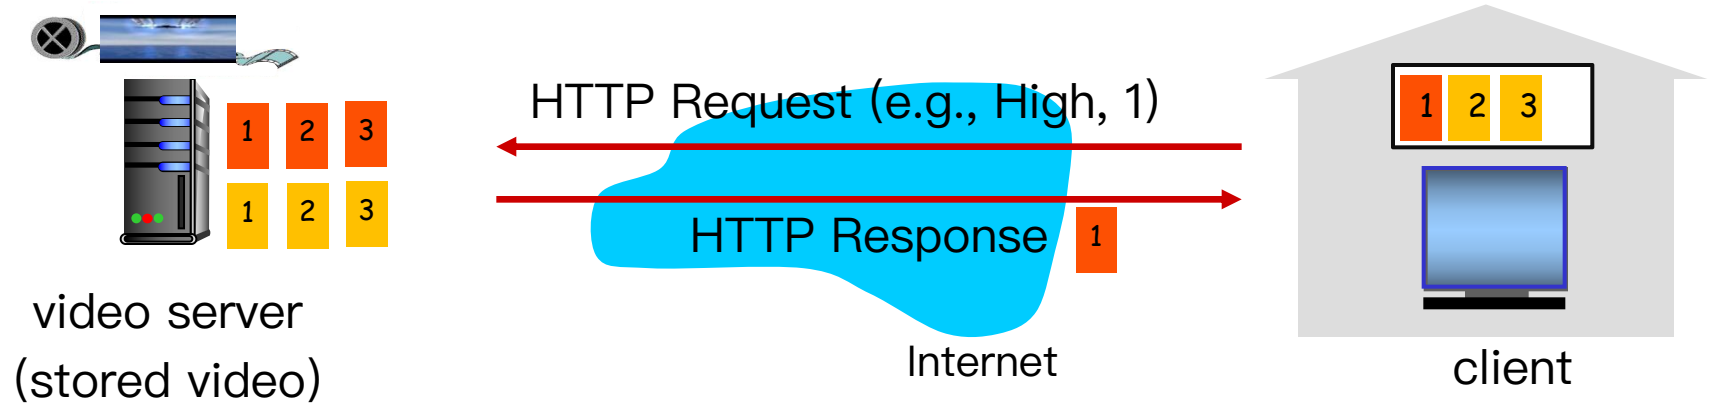 HTTP Request (e.g., High, 1)
1 2 3
1 2 3
1 2 3
HTTP Response 1
video server
(stored video)
Internet
client